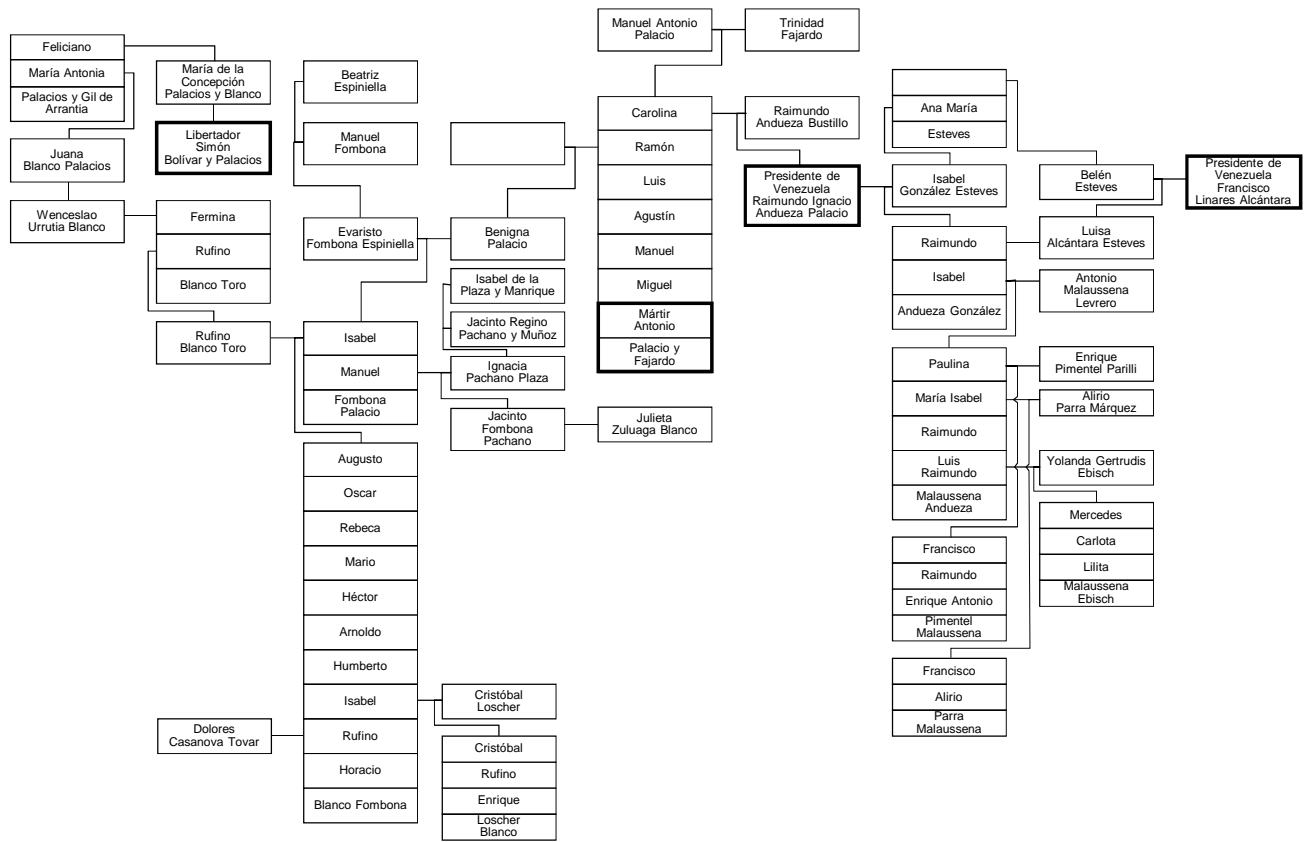 Manuel Antonio
Palacio
Trinidad
Fajardo
Feliciano
María Antonia
Palacios y Gil de
Arrantia
María de la
Concepción
Palacios y Blanco
Libertador
Simón
Bolívar y Palacios
Juana
Blanco Palacios
Wenceslao
Urrutia Blanco
Fermina
Rufino
Blanco Toro
Rufino
Blanco Toro
Beatriz
Espiniella
Manuel
Fombona
Evaristo
Fombona Espiniella
Benigna
Palacio
Isabel de la
Plaza y Manrique
Jacinto Regino
Pachano y Muñoz
Ignacia
Pachano Plaza
Jacinto
Fombona
Pachano
Julieta
Zuluaga Blanco
Isabel
Manuel
Fombona
Palacio
Augusto
Oscar
Rebeca
Mario
Héctor
Arnoldo
Humberto
Isabel
Rufino
Horacio
Blanco Fombona
Dolores
Casanova Tovar
Cristóbal
Loscher
Cristóbal
Rufino
Enrique
Loscher
Blanco
Carolina
Ramón
Luis
Agustín
Manuel
Miguel
Mártir
Antonio
Palacio y
Fajardo
Raimundo
Andueza Bustillo
Presidente de
Venezuela
Raimundo Ignacio
Andueza Palacio
Ana María
Esteves
Isabel
González Esteves
Belén
Esteves
Presidente de
Venezuela
Francisco
Linares Alcántara
Luisa
Alcántara Esteves
Raimundo
Isabel
Andueza González
Antonio
Malaussena
Levrero
Paulina
María Isabel
Raimundo
Luis
Raimundo
Malaussena
Andueza
Enrique
Pimentel Parilli
Alirio
Parra Márquez
Yolanda Gertrudis
Ebisch
Mercedes
Carlota
Lilita
Malaussena
Ebisch
Francisco
Raimundo
Enrique Antonio
Pimentel
Malaussena
Francisco
Alirio
Parra
Malaussena